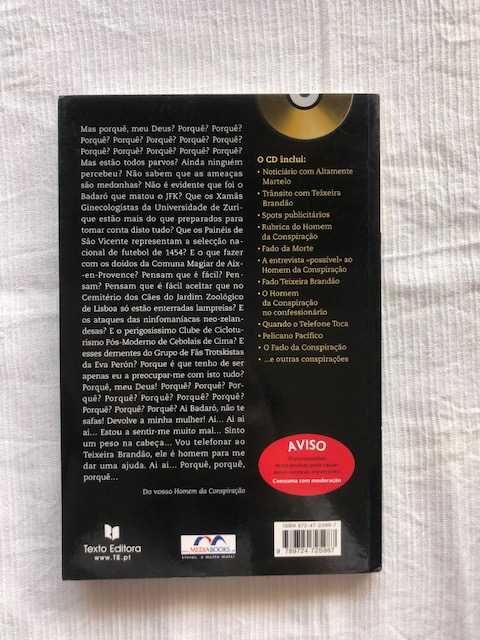 Mas porquê, meu Deus? Porquê? Porquê?
Porquê? Porquê? Porquê? Porquê? Porquê?
Porquê? Porquê? Porquê? Porquê? Porquê?
Mas estão todos parvos? Ainda ninguém
percebeu? Não sabem que as ameaças
são medonhas? Não é evidente que foi o
Badaró que matou o JFK? Que os Xamãs
Ginecologistas da Universidade de Zuri-
que estão mais do que preparados para
tomar conta disto tudo? Que os Painéis de
São Vicente representam a selecção na-
cional de futebol de 1454? E o que fazer
com os doidos da Comuna Magiar de Aix-
-en-Provence? Pensam que é fácil? Pen-
sam? Pensam que é fácil aceitar que no
Cemitério dos Cães do Jardim Zoológico
de Lisboa só estão enterradas lampreias? E
os ataques das ninfomaníacas neo-zelan-
desas? E o perigosíssimo Clube de Ciclotu-
rismo Pós-Moderno de Cebolais de Cima? E
esses dementes do Grupo de Fãs Trotskistas
da Eva Perón? Porque é que tenho de ser
apenas eu a preocupar-me com isto tudo?
Porquê, meu Deus! Porquê? Porquê? Por-
quê? Porquê? Porquê? Porquê? Porquê?
Porquê? Porquê? Porquê? Ai Badaró, não te
safas! Devolve a minha mulher! Ai... Ai ai
ai... Estou a sentir-me muito mal... Sinto
um peso na cabeça... Vou telefonar ao
Teixeira Brandão, ele é homem para me
dar uma ajuda. Ai ai... Porquê, porquê,
porquê...
Do vosso Homem da Conspiração
O CD inclui:
• Noticiário com Altamente
Martelo
• Trânsito com Teixeira
Brandão
• Spots publicitários
• Rubrica do Homem
da Conspiração
• Fado da Morte
• A entrevista «possível» ao
Homem da Conspiração
• Fado Teixeira Brandão
• O Homem
da Conspiração
no confessionário
• Quando o Telefone Toca
• Pelicano Pacífico
• O Fado da Conspiração
• ...e outras conspirações
AVISO
Consuma com moderação
Texto Editora
www.TE.pt
MEDIABOOKS
Livros, e muito mais!
ISBN 972-47-2598-7
9 789724 725987